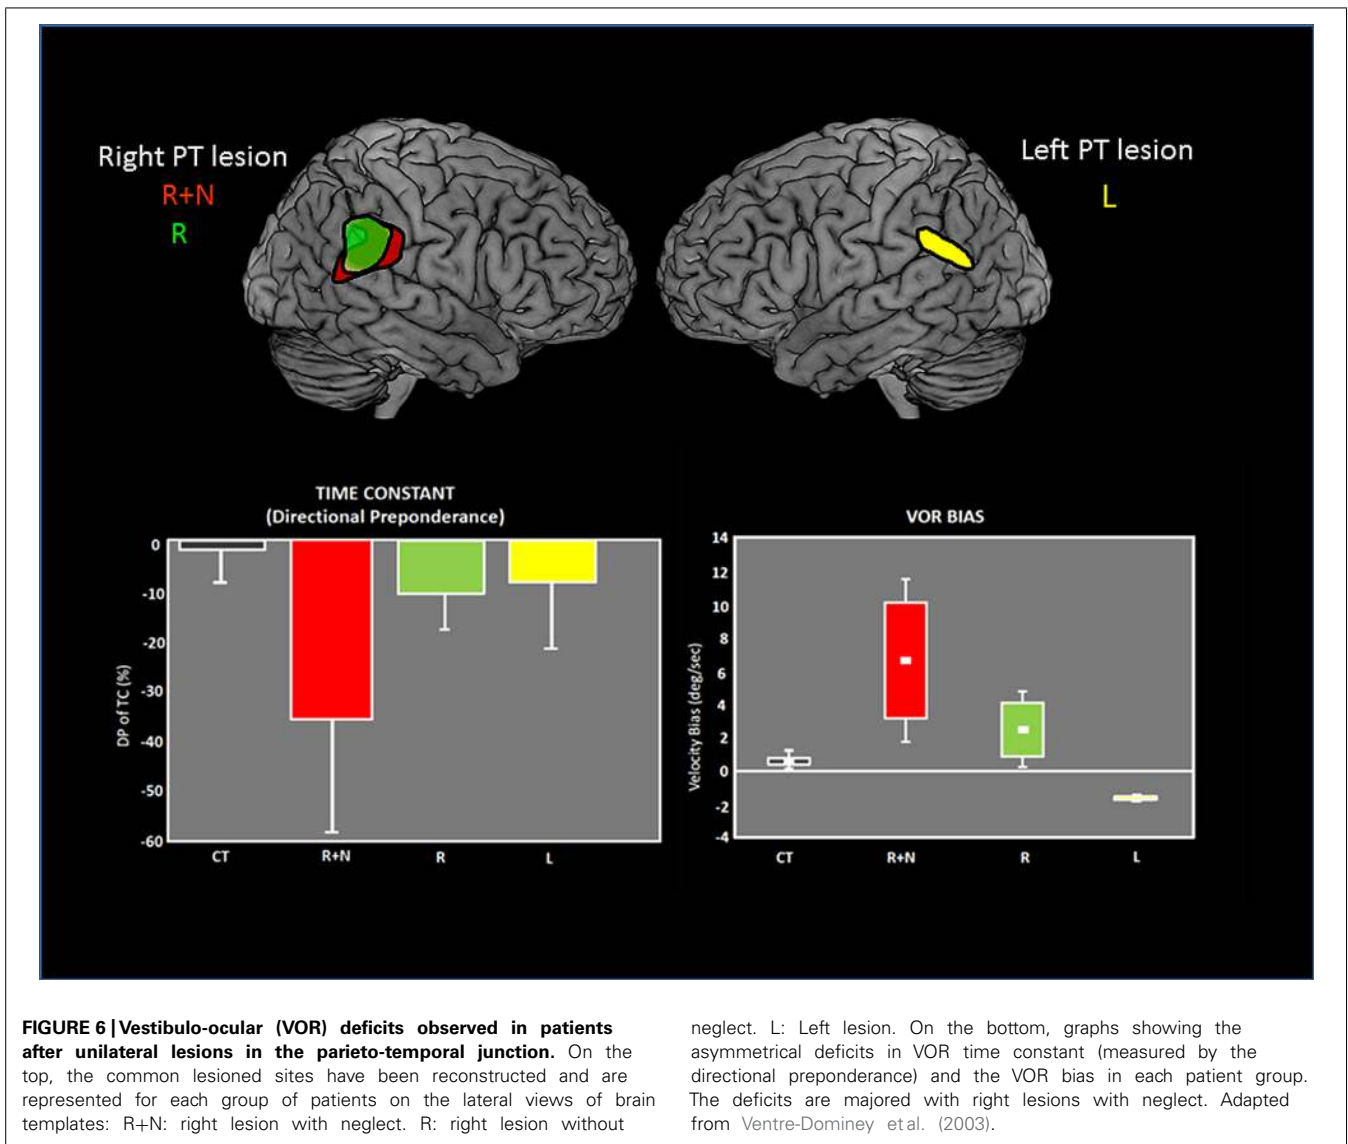 Right PT lesion
R+N
R
Left PT lesion
L
TIME CONSTANT
(Directional Preponderance)
DP of TC (%)
0
-10
-20
-30
-40
-50
-60
CT R+N R L
VOR BIAS
Velocity Bias (deg/sec)
14
12
10
8
6
4
2
0
-2
-4
CT R+N R L
FIGURE 6 | Vestibulo-ocular (VOR) deficits observed in patients
after unilateral lesions in the parieto-temporal junction. On the
top, the common lesioned sites have been reconstructed and are
represented for each group of patients on the lateral views of brain
templates: R+N: right lesion with neglect. R: right lesion without
neglect. L: Left lesion. On the bottom, graphs showing the
asymmetrical deficits in VOR time constant (measured by the
directional preponderance) and the VOR bias in each patient group.
The deficits are majored with right lesions with neglect. Adapted
from Ventre-Dominey et al. (2003).